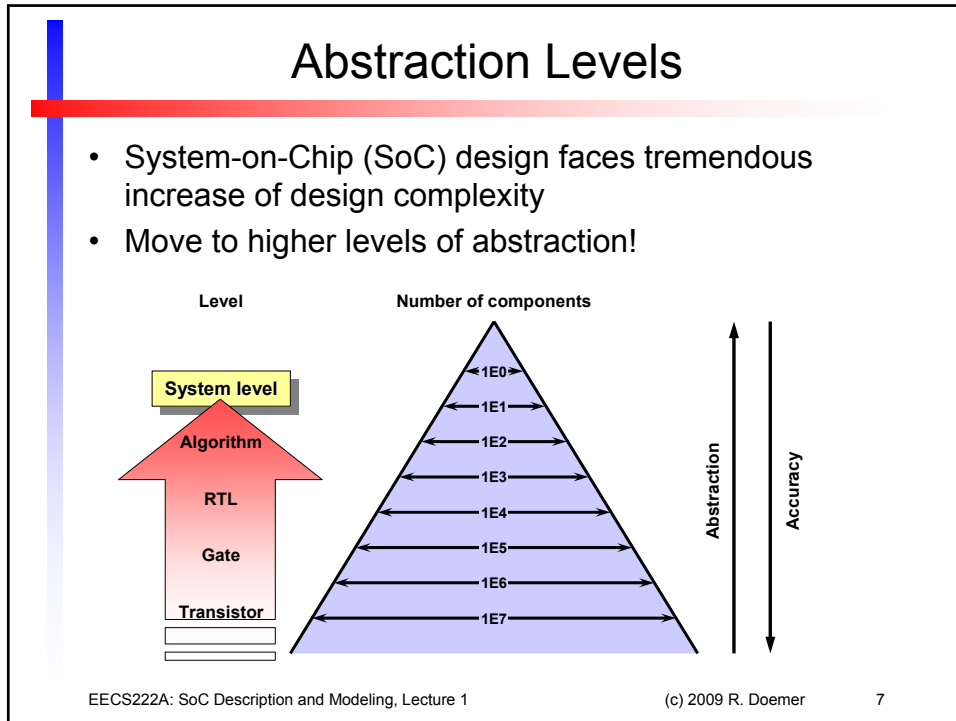 Abstraction Levels
• System-on-Chip (SoC) design faces tremendous
increase of design complexity
• Move to higher levels of abstraction!
Level
Number of components
System level
Algorithm
RTL
Gate
Transistor
1E0
1E1
1E2
1E3
1E4
1E5
1E6
1E7
Abstraction
Accuracy
EECS222A: SoC Description and Modeling, Lecture 1
(c) 2009 R. Doemer
7